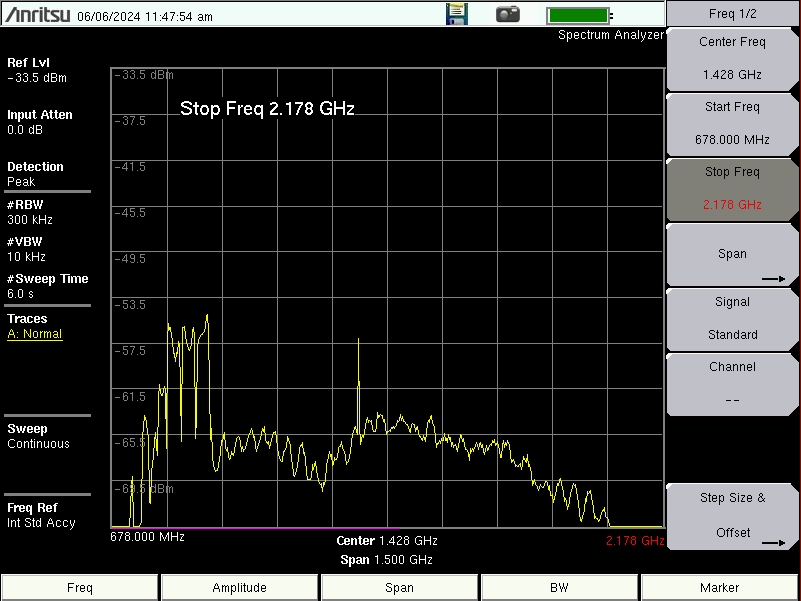 Anritsu 06/06/2024 11:47:54 am
Spectrum Analyzer
Ref Lvl
-33.5 dBm
Input Atten
0.0 dB
Detection
Peak
#RBW
300 kHz
#VBW
10 kHz
#Sweep Time
6.0 s
Traces
A: Normal
Sweep
Continuous
Freq Ref
Int Std Accy
-33.5 dBm
Stop Freq 2.178 GHz
-37.5
-41.5
-45.5
-49.5
-53.5
-57.5
-61.5
-65.5
-69.5 dBm
678.000 MHz
Center 1.428 GHz
2.178 GHz
Span 1.500 GHz
Freq 1/2
Center Freq
1.428 GHz
Start Freq
678.000 MHz
Stop Freq
2.178 GHz
Span
Signal
Standard
Channel
--
Step Size &
Offset
Freq
Amplitude
Span
BW
Marker